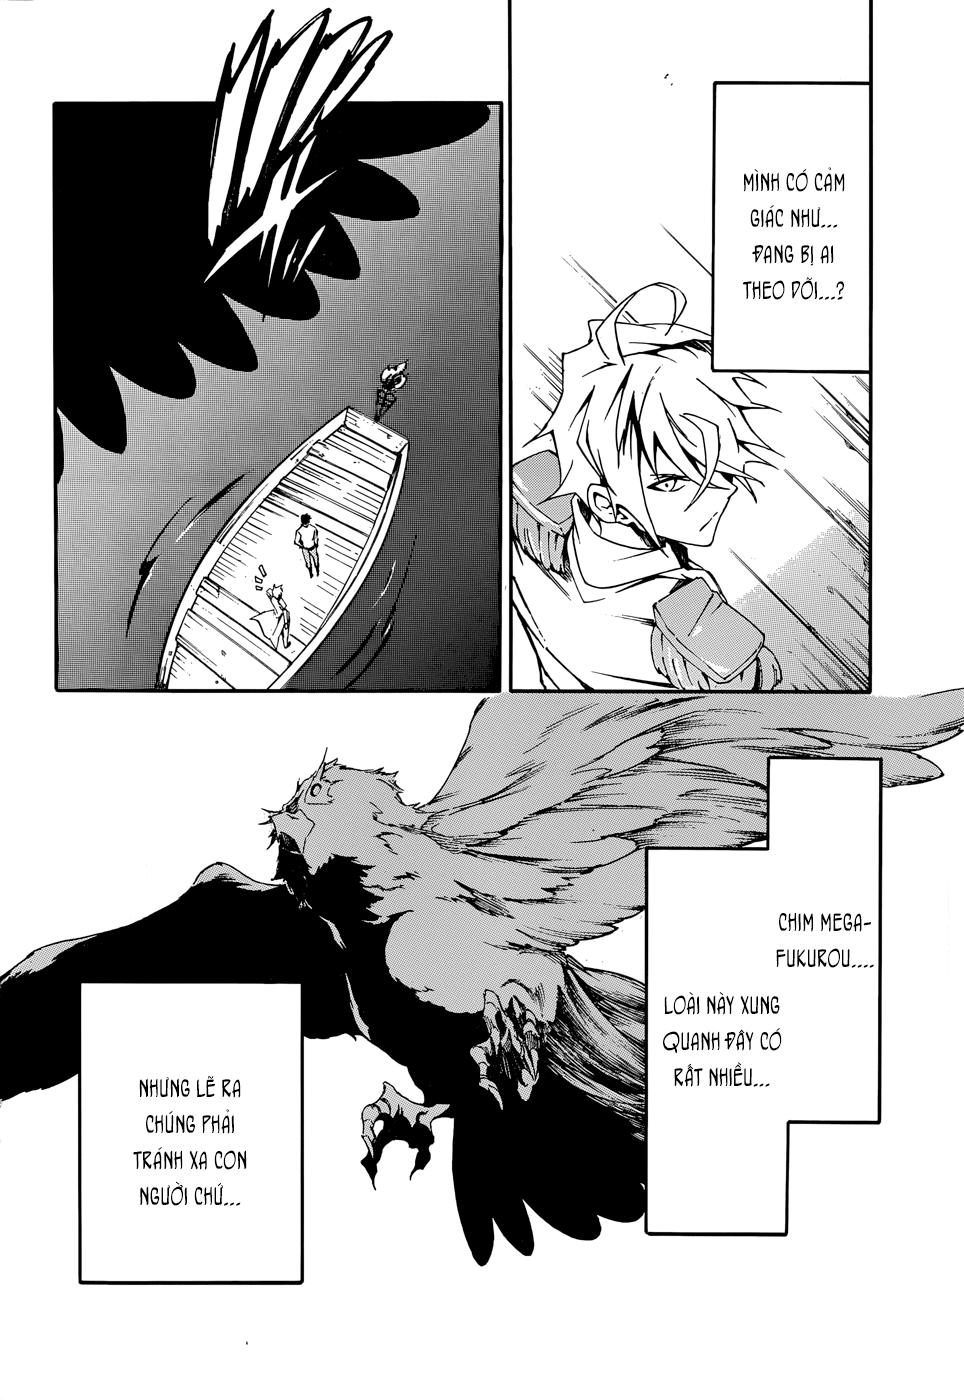 MÌNH CÓ CẢM
GIÁC NHƯ...
ĐANG BỊ AI
THEO DÕI...?
CHIM MEGA-
FUKUROU....
LOÀI NÀY XUNG
QUANH ĐÂY CÓ
RẤT NHIỀU...
NHƯNG LẼ RA
CHÚNG PHẢI
TRÁNH XA CON
NGƯỜI CHỨ...